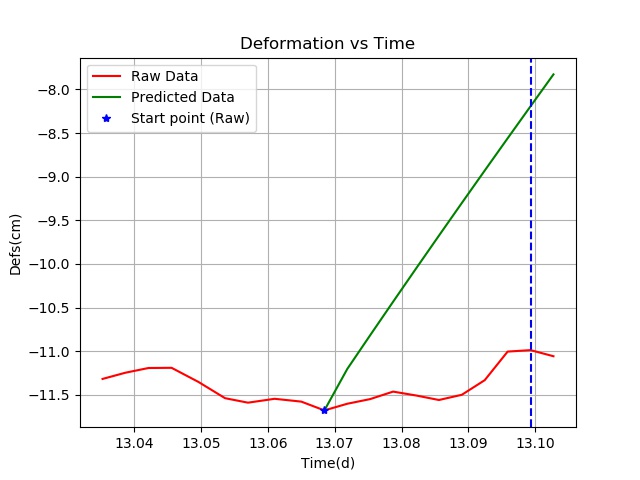 Deformation vs Time
Raw Data
Predicted Data
Start point (Raw)
Defs(cm)
−8.0
−8.5
−9.0
−9.5
−10.0
−10.5
−11.0
−11.5
13.04 13.05 13.06 13.07 13.08 13.09 13.10
Time(d)